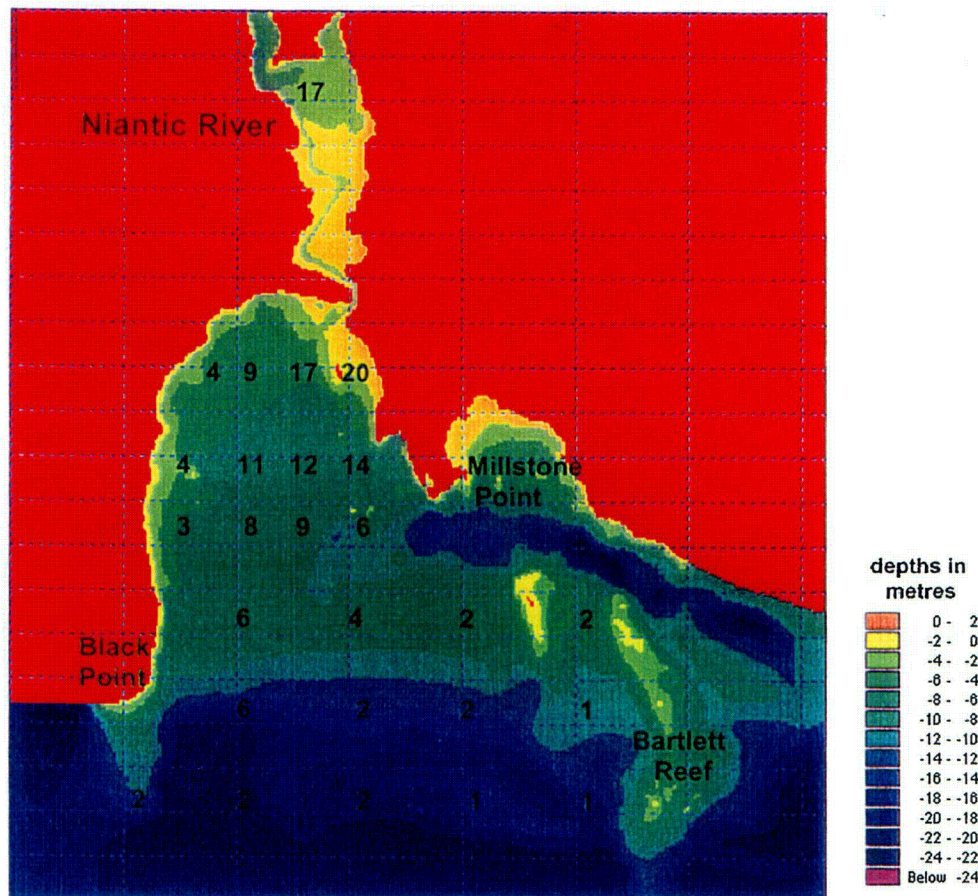 17
Niantic River
4 9 17 20
4 11 12 14
Millstone
Point
3 8 9 6
6 4 2 2
Black
Point
6 2 2 1
Bartlett
Reef
2 2 2 1 1
depths in
metres
0 - 2
-2 - 0
-4 - -2
-6 - -4
-8 - -6
-10 - -8
-12 - -10
-14 - -12
-16 - -14
-18 - -16
-20 - -18
-22 - -20
-24 - -22
Below -24